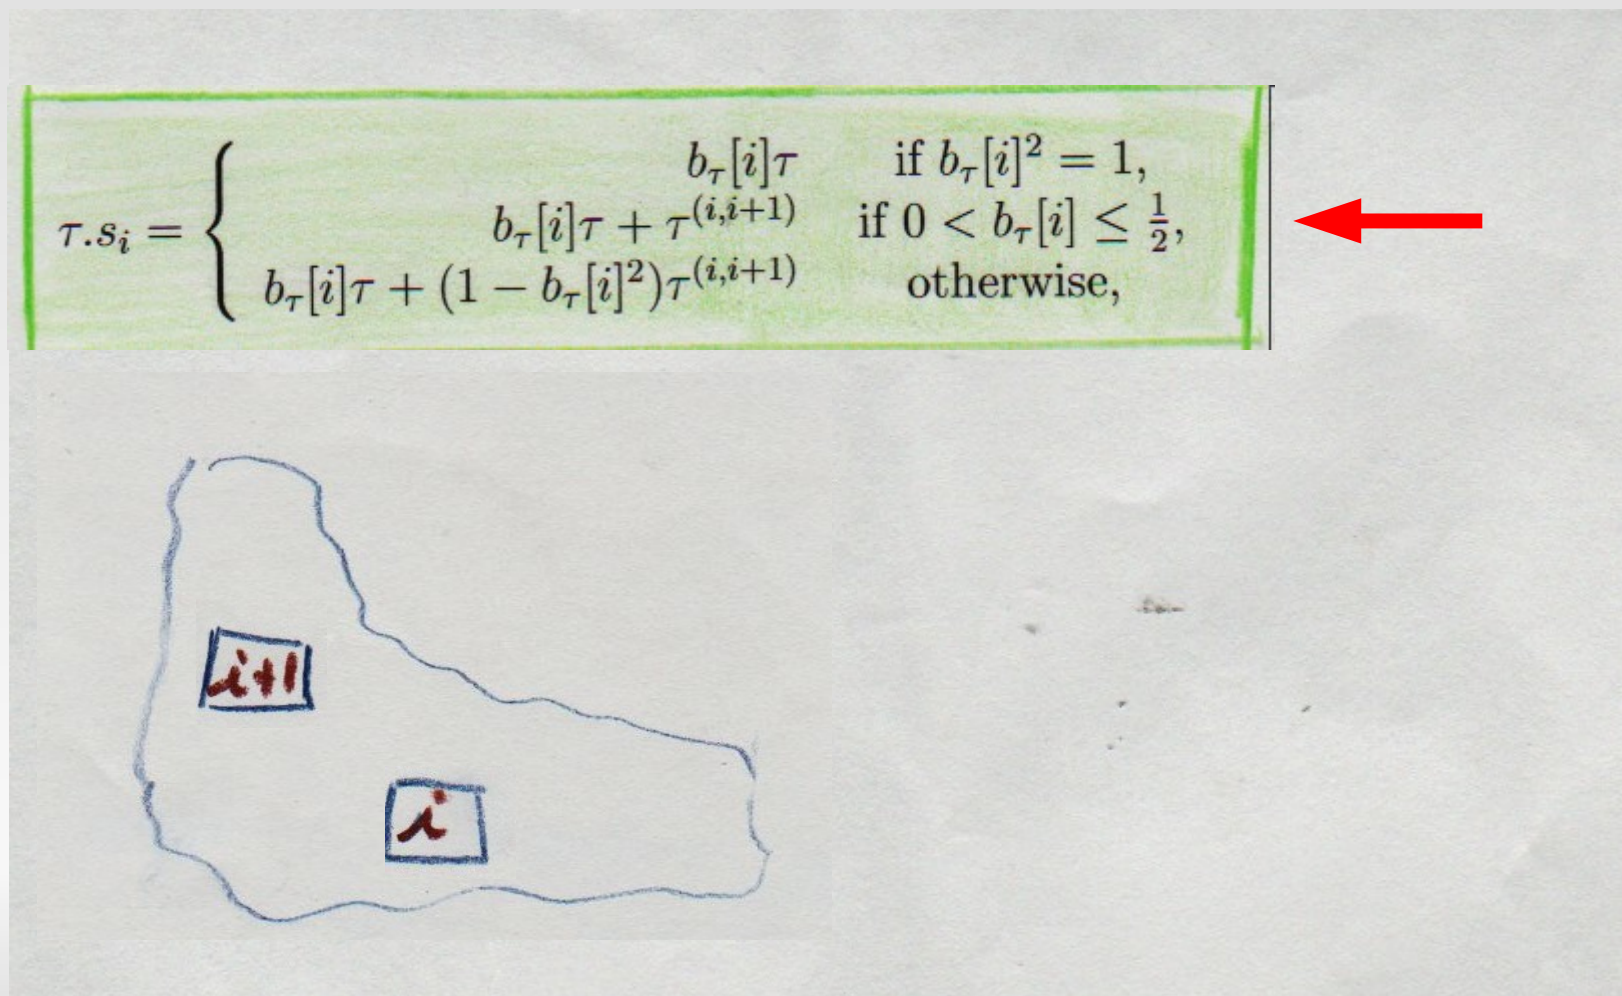 b_τ[i]τ if b_τ[i]² = 1,
τ.s_i = { b_τ[i]τ + τ^(i,i+1) if 0 < b_τ[i] ≤ 1/2,
b_τ[i]τ + (1 − b_τ[i]²)τ^(i,i+1) otherwise,
i+1
i